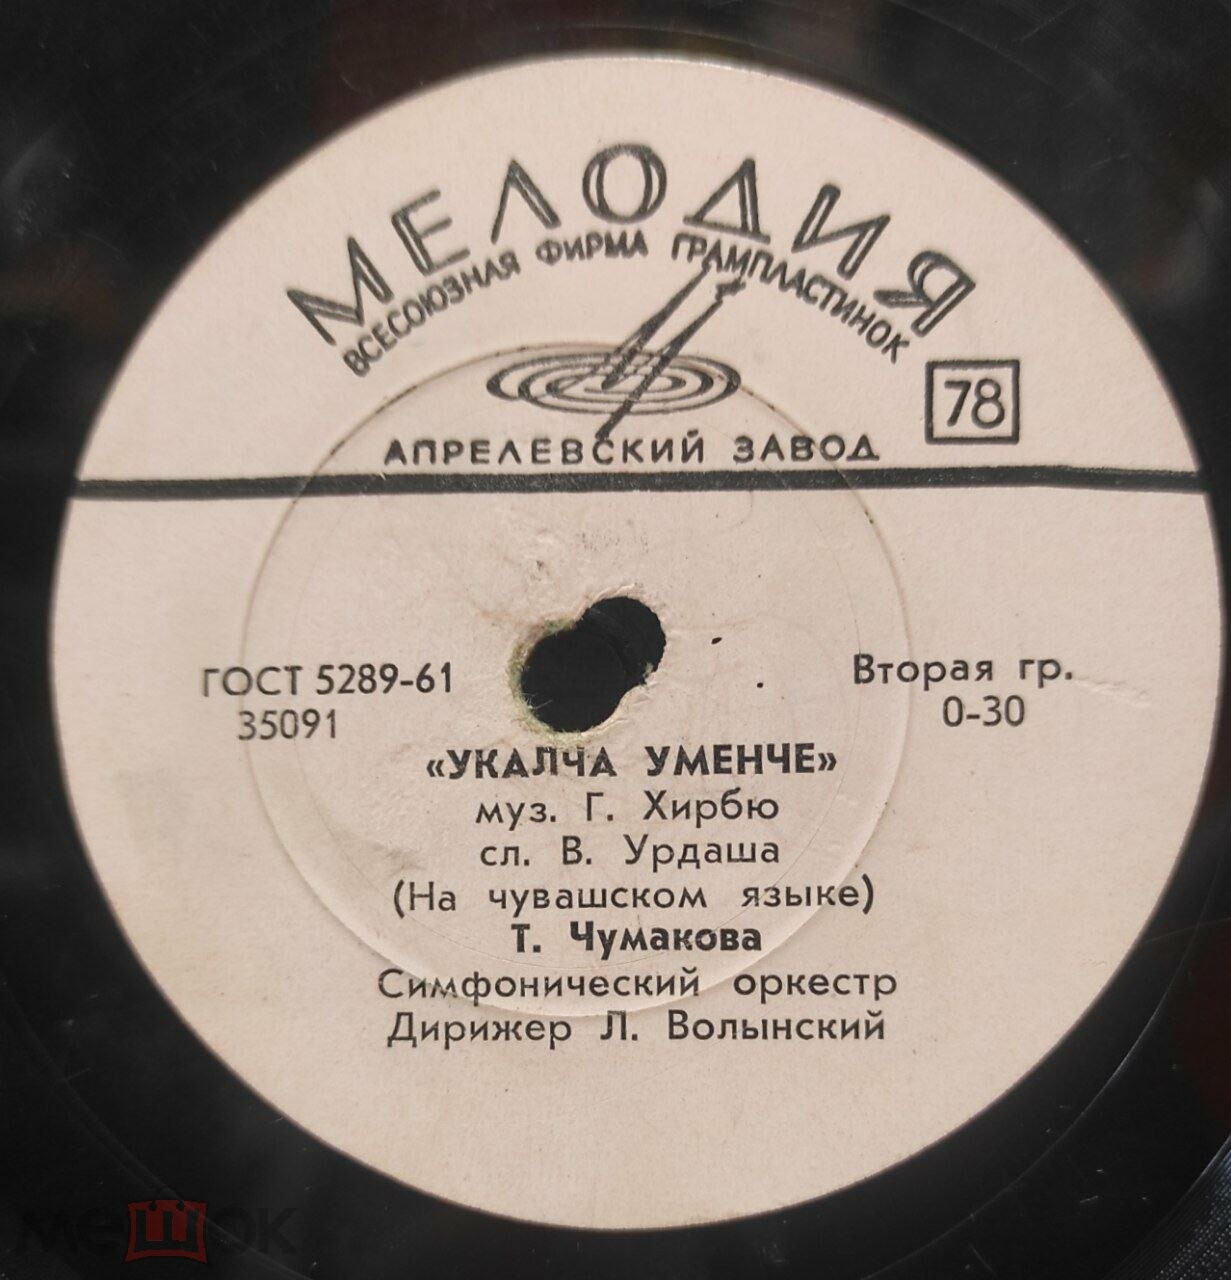 МЕЛОДИЯ
ВСЕСОЮЗНАЯ ФИРМА ГРАМПЛАСТИНОК
78
АПРЕЛЕВСКИЙ ЗАВОД
ГОСТ 5289-61
35091
Вторая гр.
0-30
«УКАЛЧА УМЕНЧЕ»
муз. Г. Хирбю
сл. В. Урдаша
(На чувашском языке)
Т. Чумакова
Симфонический оркестр
Дирижер Л. Волынский
мешок